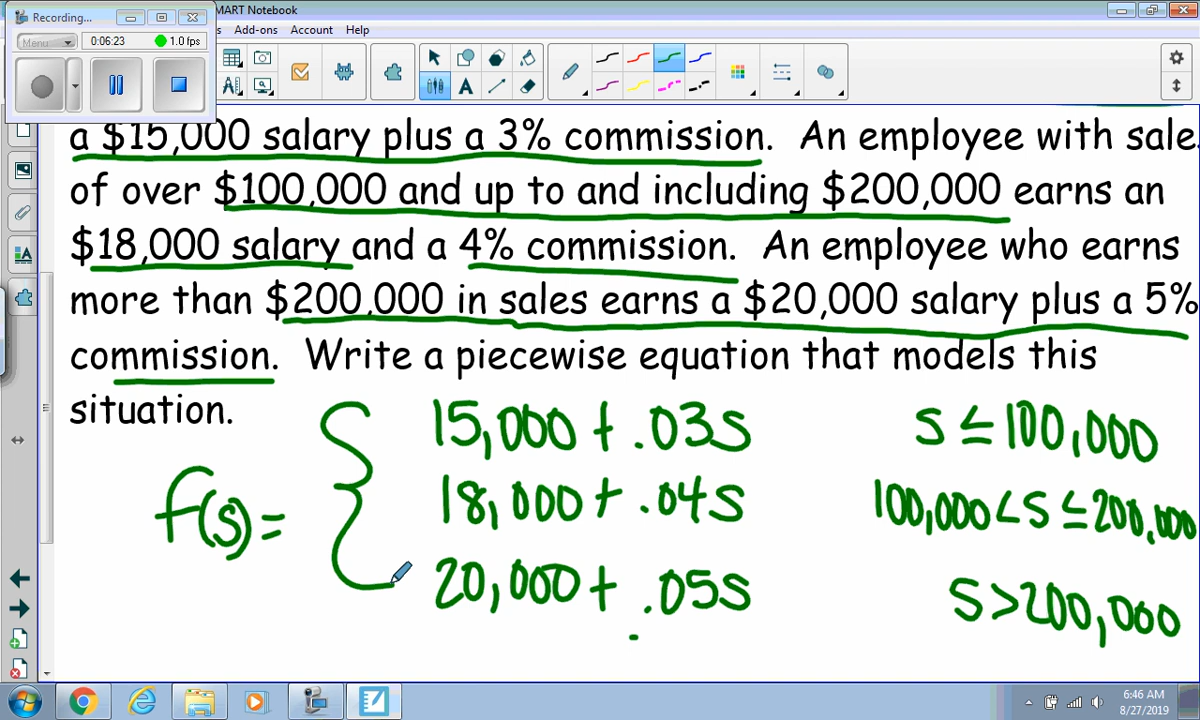 Recording...
MART Notebook
Menu
0:06:23
1.0 fps
s Add-ons Account Help
a $15,000 salary plus a 3% commission. An employee with sale
of over $100,000 and up to and including $200,000 earns an
$18,000 salary and a 4% commission. An employee who earns
more than $200,000 in sales earns a $20,000 salary plus a 5%
commission. Write a piecewise equation that models this
situation.
f(s)=
15,000 + .03s s ≤ 100,000
18,000 + .04s 100,000 < s ≤ 200,000
20,000 + .05s s > 200,000
6:46 AM
8/27/2019